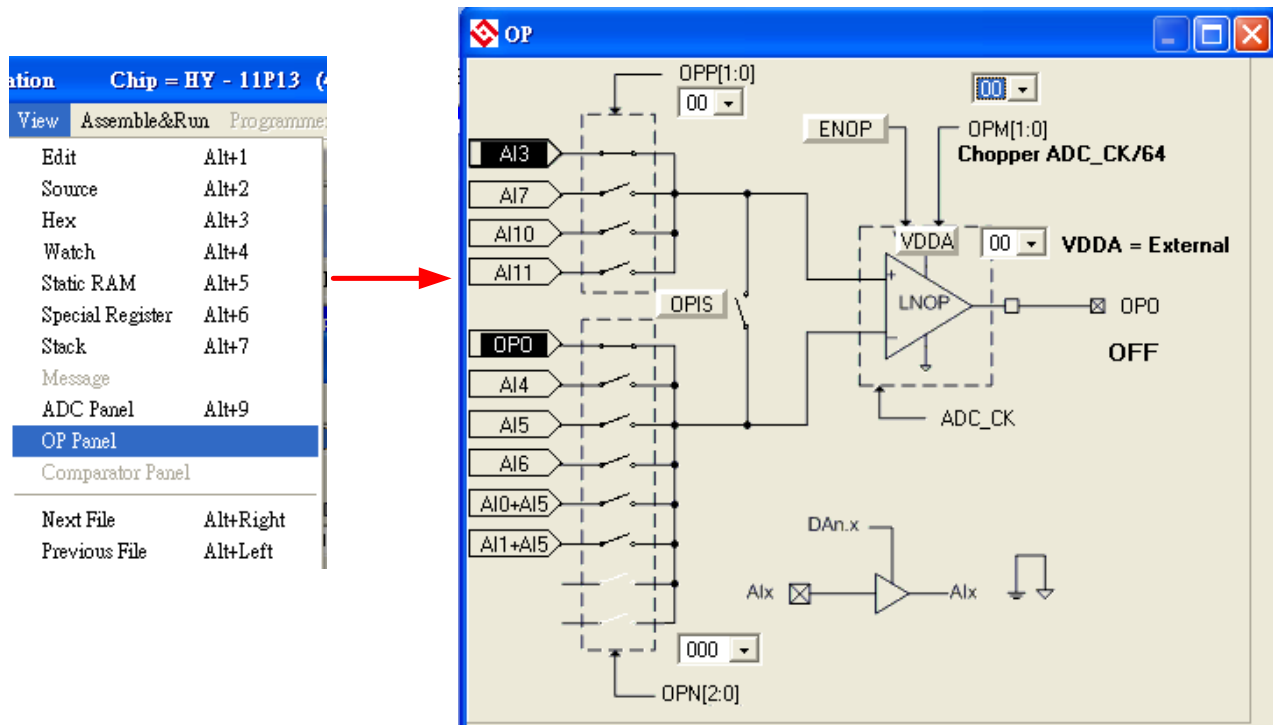 ation Chip = HY - 11P13 (
View Assemble&Run Programme
Edit Alt+1
Source Alt+2
Hex Alt+3
Watch Alt+4
Static RAM Alt+5
Special Register Alt+6
Stack Alt+7
Message
ADC Panel Alt+9
OP Panel
Comparator Panel
Next File Alt+Right
Previous File Alt+Left
OP
OPP[1:0]
00
00
ENOP
OPM[1:0]
Chopper ADC_CK/64
AI3
AI7
AI10
AI11
VDDA
00
VDDA = External
OPIS
+
LNOP
-
OPO
OFF
OPO
AI4
AI5
AI6
AI0+AI5
AI1+AI5
ADC_CK
DAn.x
AIx
AIx
000
OPN[2:0]